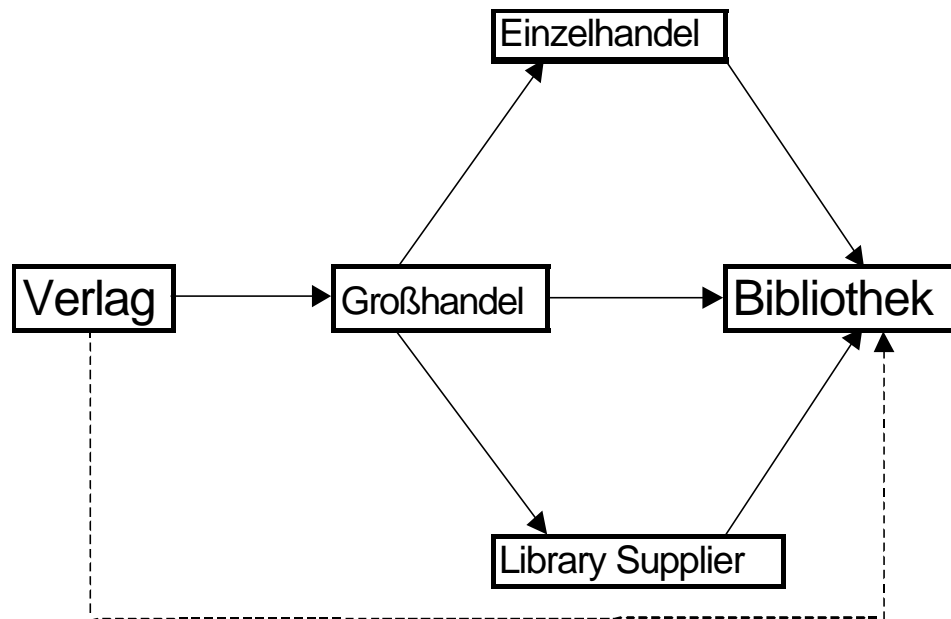 Einzelhandel
Verlag
Großhandel
Bibliothek
Library Supplier